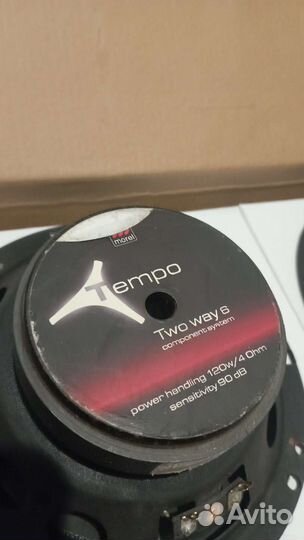 morel
Tempo
Two way 6
component system
power handling 120w/4 Ohm
sensitivity 90 dB
Avito